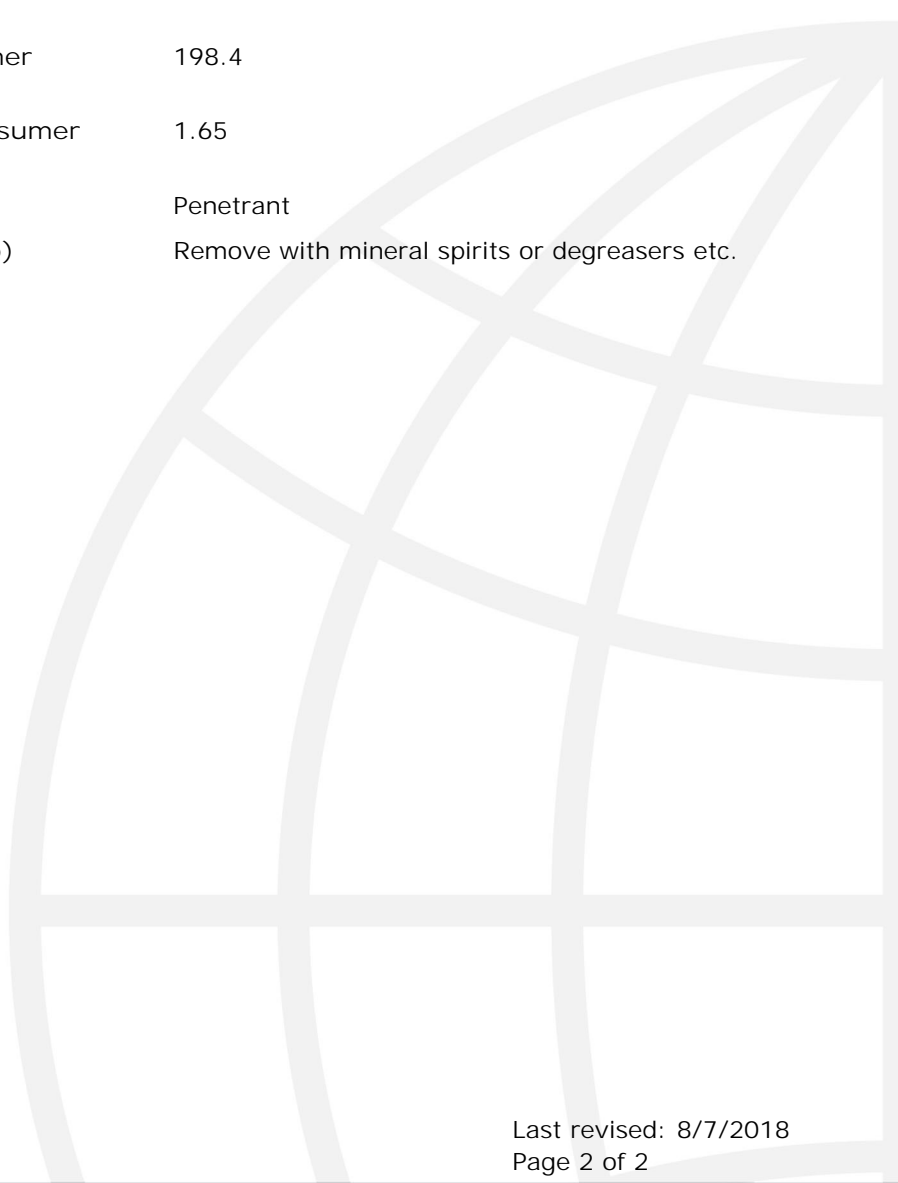 ner 198.4
sumer 1.65
Penetrant
) Remove with mineral spirits or degreasers etc.
Last revised: 8/7/2018
Page 2 of 2